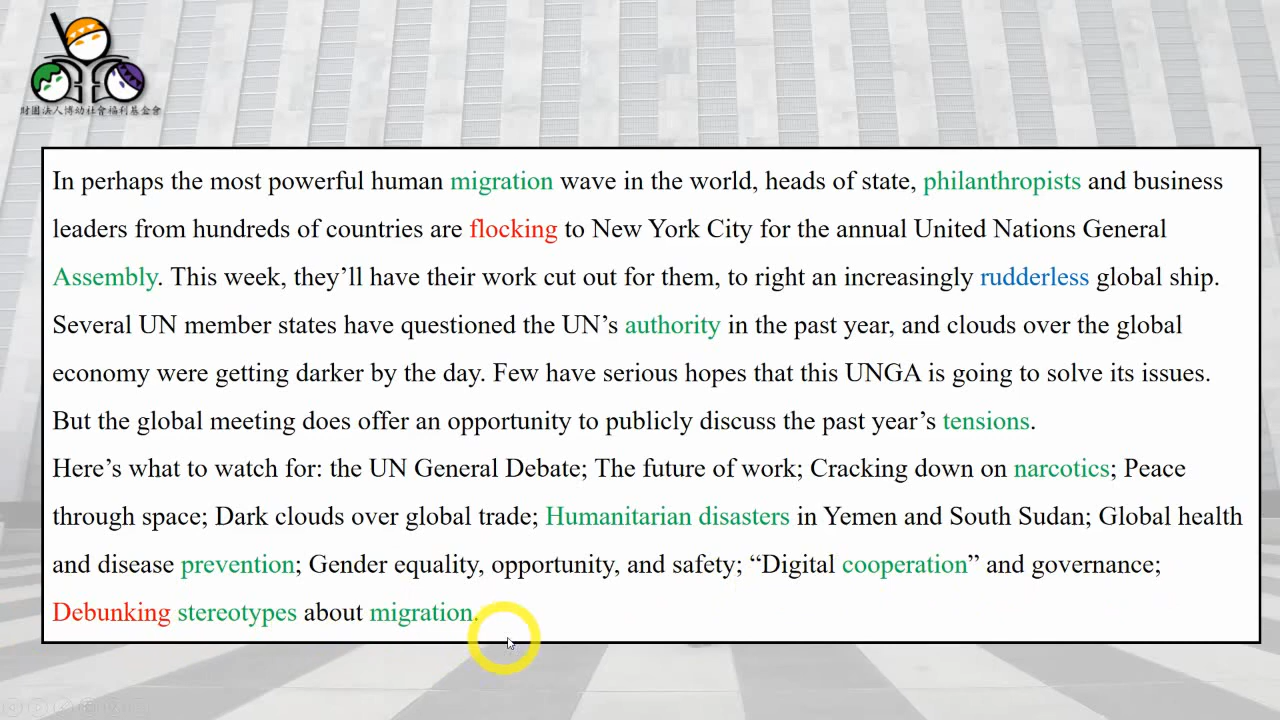 財團法人博幼社會福利基金會
In perhaps the most powerful human migration wave in the world, heads of state, philanthropists and business
leaders from hundreds of countries are flocking to New York City for the annual United Nations General
Assembly. This week, they’ll have their work cut out for them, to right an increasingly rudderless global ship.
Several UN member states have questioned the UN’s authority in the past year, and clouds over the global
economy were getting darker by the day. Few have serious hopes that this UNGA is going to solve its issues.
But the global meeting does offer an opportunity to publicly discuss the past year’s tensions.
Here’s what to watch for: the UN General Debate; The future of work; Cracking down on narcotics; Peace
through space; Dark clouds over global trade; Humanitarian disasters in Yemen and South Sudan; Global health
and disease prevention; Gender equality, opportunity, and safety; “Digital cooperation” and governance;
Debunking stereotypes about migration.